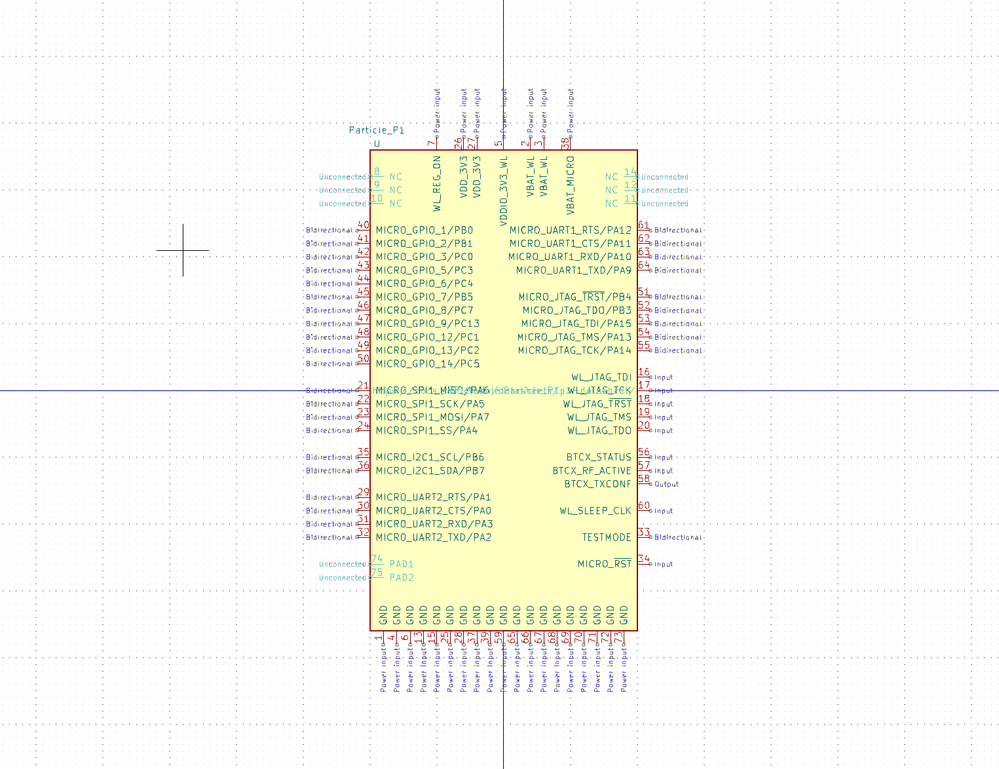 Power input Power input Power input Power input Power input Power input Power input
Particle_P1
U
7 26 27 5 2 3 38
WL_REG_ON VDD_3V3 VDD_3V3 VDDIO_3V3_WL VBAT_WL VBAT_WL VBAT_MICRO
Unconnected 8 NC NC 14 Unconnected
Unconnected 9 NC NC 12 Unconnected
Unconnected 10 NC NC 11 Unconnected
Bidirectional 40 MICRO_GPIO_1/PB0 MICRO_UART1_RTS/PA12 61 Bidirectional
Bidirectional 41 MICRO_GPIO_2/PB1 MICRO_UART1_CTS/PA11 62 Bidirectional
Bidirectional 42 MICRO_GPIO_3/PC0 MICRO_UART1_RXD/PA10 63 Bidirectional
Bidirectional 43 MICRO_GPIO_5/PC3 MICRO_UART1_TXD/PA9 64 Bidirectional
Bidirectional 44 MICRO_GPIO_6/PC4
Bidirectional 45 MICRO_GPIO_7/PB5 MICRO_JTAG_TRST/PB4 51 Bidirectional
Bidirectional 46 MICRO_GPIO_8/PC7 MICRO_JTAG_TDO/PB3 52 Bidirectional
Bidirectional 47 MICRO_GPIO_9/PC13 MICRO_JTAG_TDI/PA15 53 Bidirectional
Bidirectional 48 MICRO_GPIO_12/PC1 MICRO_JTAG_TMS/PA13 54 Bidirectional
Bidirectional 49 MICRO_GPIO_13/PC2 MICRO_JTAG_TCK/PA14 55 Bidirectional
Bidirectional 50 MICRO_GPIO_14/PC5
WL_JTAG_TDI 16 Input
Bidirectional 21 MICRO_SPI1_MISO/PA6 WL_JTAG_TCK 17 Input
Bidirectional 22 MICRO_SPI1_SCK/PA5 WL_JTAG_TRST 18 Input
Bidirectional 23 MICRO_SPI1_MOSI/PA7 WL_JTAG_TMS 19 Input
Bidirectional 24 MICRO_SPI1_SS/PA4 WL_JTAG_TDO 20 Input
Bidirectional 35 MICRO_I2C1_SCL/PB6 BTCX_STATUS 56 Input
Bidirectional 36 MICRO_I2C1_SDA/PB7 BTCX_RF_ACTIVE 57 Input
BTCX_TXCONF 58 Output
Bidirectional 29 MICRO_UART2_RTS/PA1
Bidirectional 30 MICRO_UART2_CTS/PA0 WL_SLEEP_CLK 60 Input
Bidirectional 31 MICRO_UART2_RXD/PA3
Bidirectional 32 MICRO_UART2_TXD/PA2 TESTMODE 33 Bidirectional
Unconnected 74 PAD1 MICRO_RST 34 Input
Unconnected 75 PAD2
GND GND GND GND GND GND GND GND GND GND GND GND GND GND GND GND GND GND GND
1 4 6 13 15 25 28 37 39 59 65 66 67 68 69 70 71 72 73
Power input Power input Power input Power input Power input Power input Power input Power input Power input Power input Power input Power input Power input Power input Power input Power input Power input Power input Power input